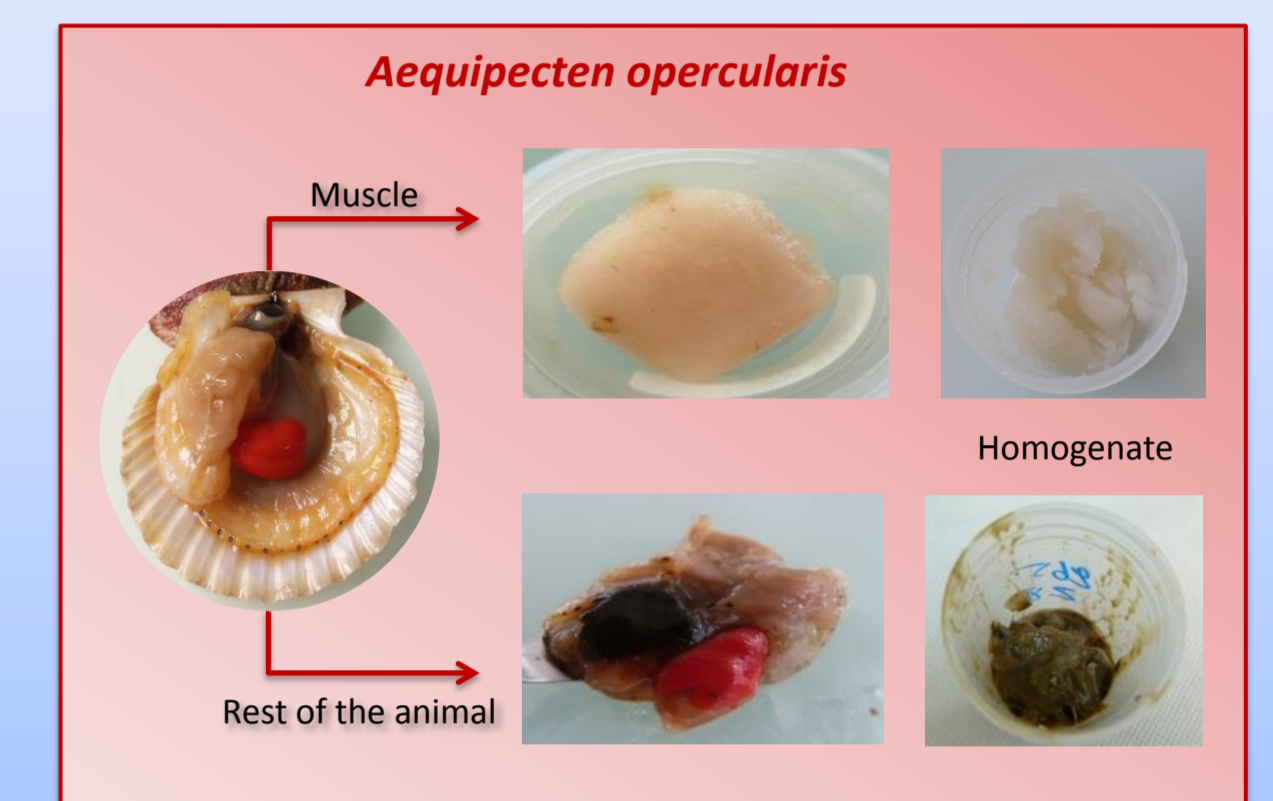 Aequipecten opercularis
Muscle
Homogenate
Rest of the animal